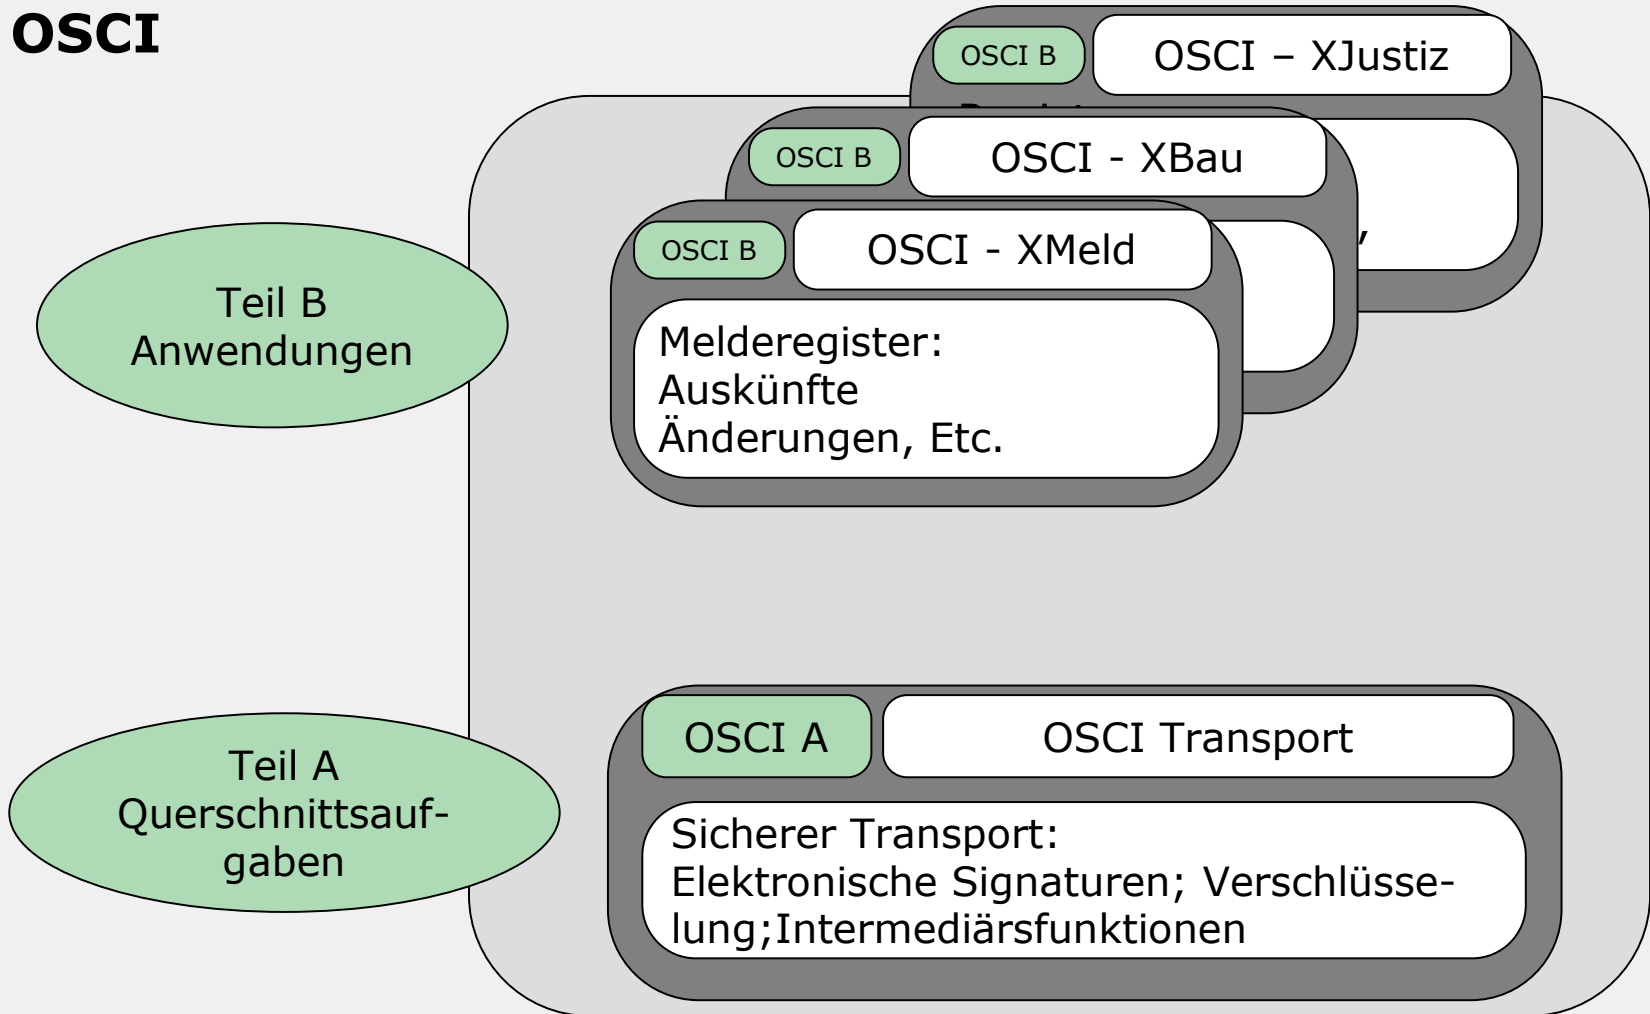 OSCI
OSCI B
OSCI – XJustiz
OSCI B
OSCI - XBau
,
OSCI B
OSCI - XMeld
Teil B
Anwendungen
Melderegister:
Auskünfte
Änderungen, Etc.
OSCI A
OSCI Transport
Teil A
Querschnittsauf-
gaben
Sicherer Transport:
Elektronische Signaturen; Verschlüsse-
lung;Intermediärsfunktionen